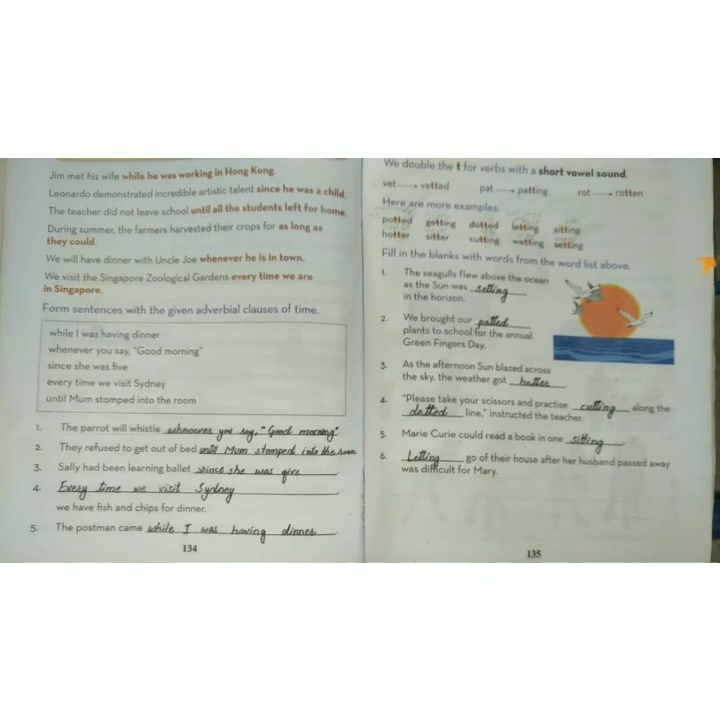 Jim met his wife while he was working in Hong Kong.
Leonardo demonstrated incredible artistic talent since he was a child.
The teacher did not leave school until all the students left for home.
During summer, the farmers harvested their crops for as long as
they could.
We will have dinner with Uncle Joe whenever he is in town.
We visit the Singapore Zoological Gardens every time we are
in Singapore.
Form sentences with the given adverbial clauses of time.
while I was having dinner
whenever you say, "Good morning"
since she was five
every time we visit Sydney
until Mum stomped into the room
1. The parrot will whistle whenever you say, "Good morning".
2. They refused to get out of bed until Mum stomped into the room
3. Sally had been learning ballet since she was five.
4. Every time we visit Sydney,
we have fish and chips for dinner.
5. The postman came while I was having dinner.
134
We double the t for verbs with a short vowel sound.
vet → vetted pat → patting rot → rotten
Here are more examples.
potted getting dotted letting sitting
hotter sitter cutting wetting setting
Fill in the blanks with words from the word list above.
1. The seagulls flew above the ocean
as the Sun was setting
in the horizon.
2. We brought our potted
plants to school for the annual
Green Fingers Day.
3. As the afternoon Sun blazed across
the sky, the weather got hotter.
4. "Please take your scissors and practise cutting along the
dotted line," instructed the teacher.
5. Marie Curie could read a book in one sitting.
6. Letting go of their house after her husband passed away
was difficult for Mary.
135